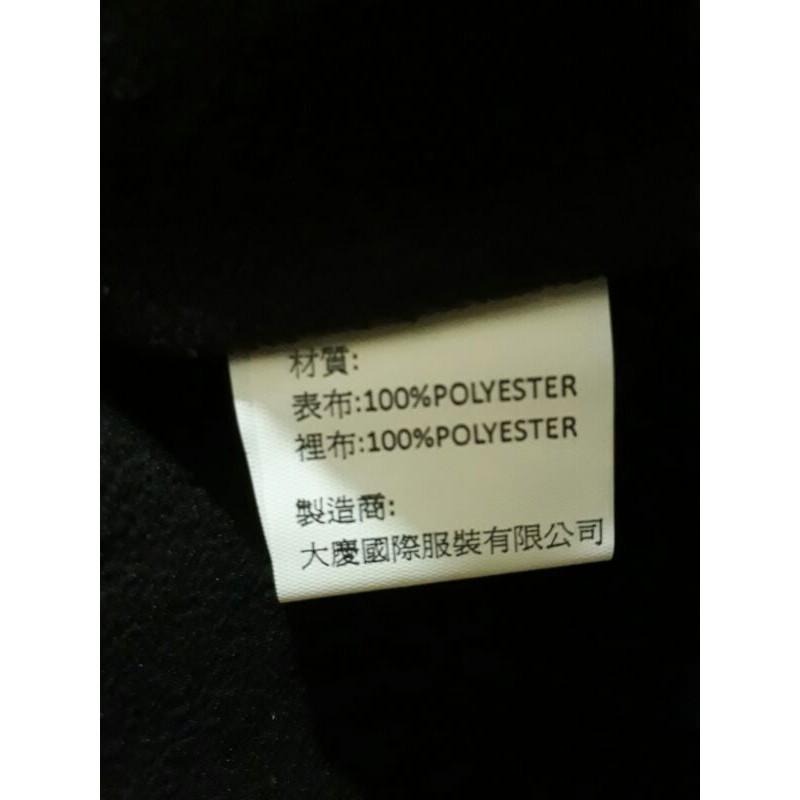 材質:
表布:100%POLYESTER
裡布:100%POLYESTER
製造商:
大慶國際服裝有限公司